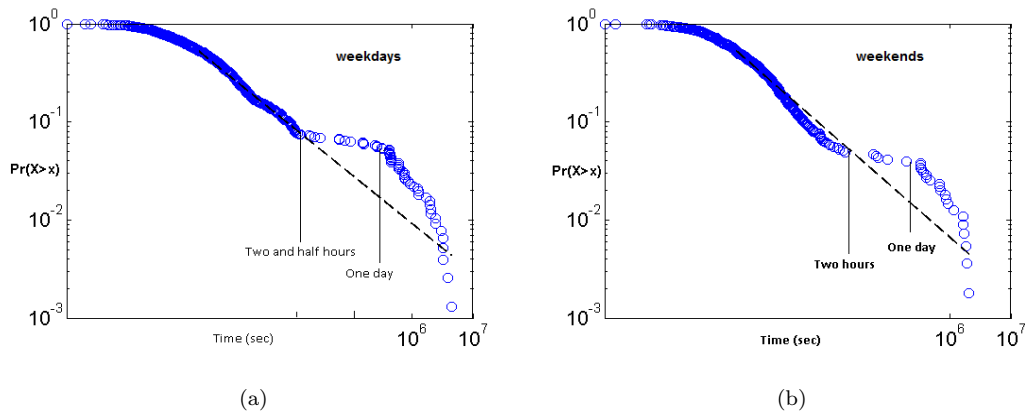 10^0
weekdays
10^-1
Pr(X>x)
10^-2
Two and half hours
One day
10^-3
Time (sec)
10^6
10^7
(a)
10^0
weekends
10^-1
Pr(X>x)
10^-2
One day
Two hours
10^-3
Time (sec)
10^6
10^7
(b)